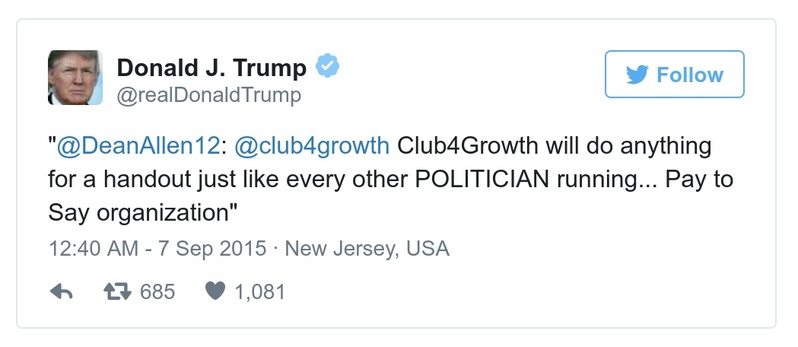 Donald J. Trump
@realDonaldTrump
Follow
"@DeanAllen12: @club4growth Club4Growth will do anything
for a handout just like every other POLITICIAN running... Pay to
Say organization"
12:40 AM - 7 Sep 2015 · New Jersey, USA
685 1,081